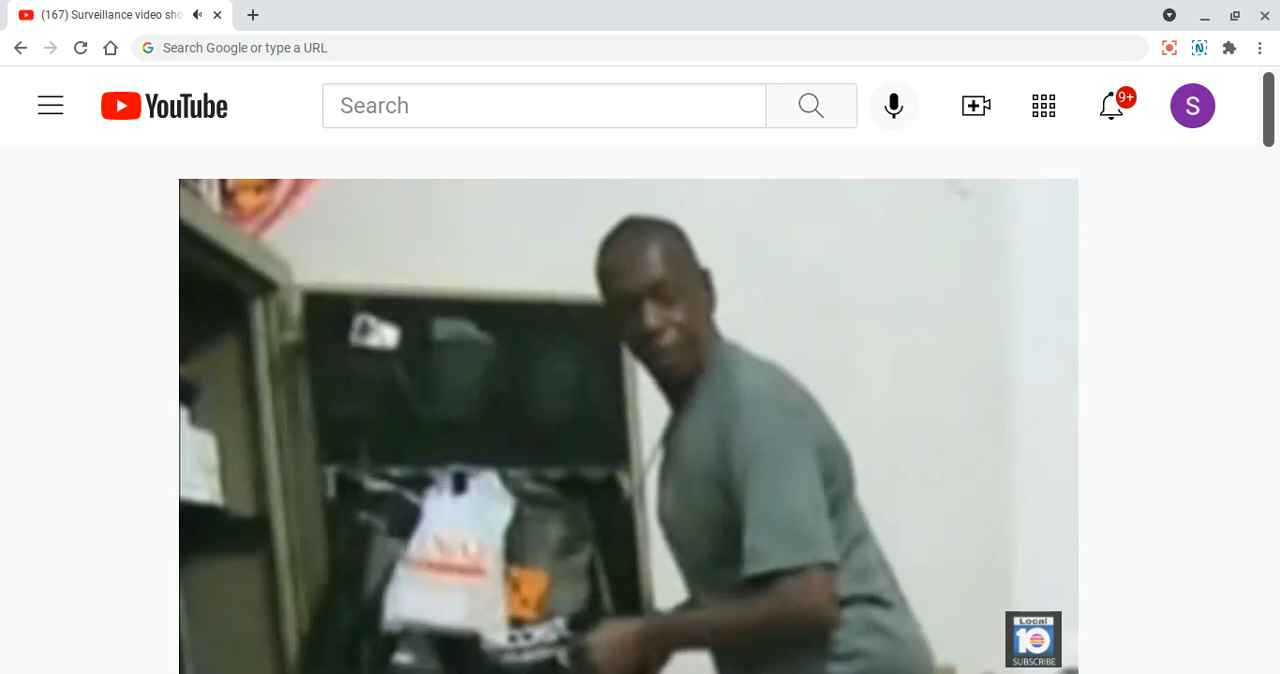 (167) Surveillance video sho
Search Google or type a URL
YouTube
Search
9+
S
Local
10
SUBSCRIBE